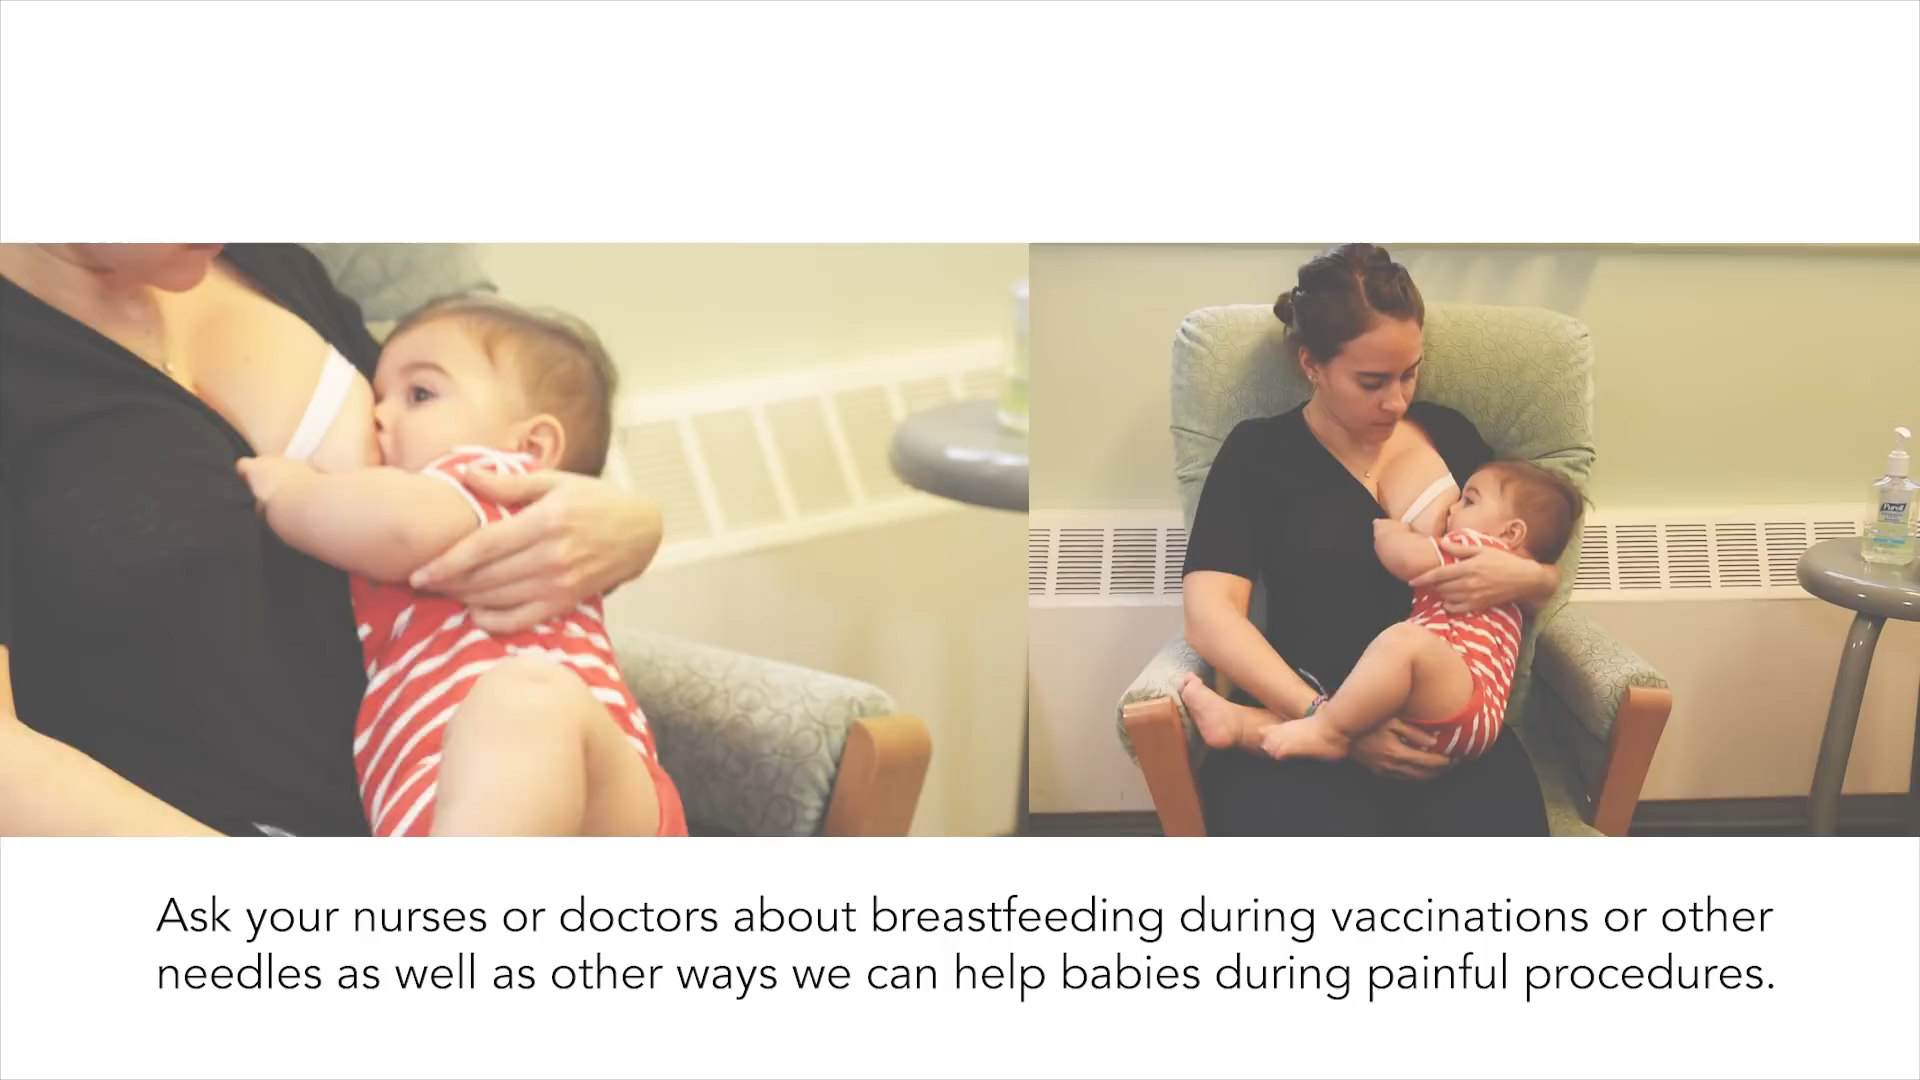 Ask your nurses or doctors about breastfeeding during vaccinations or other
needles as well as other ways we can help babies during painful procedures.
Purell